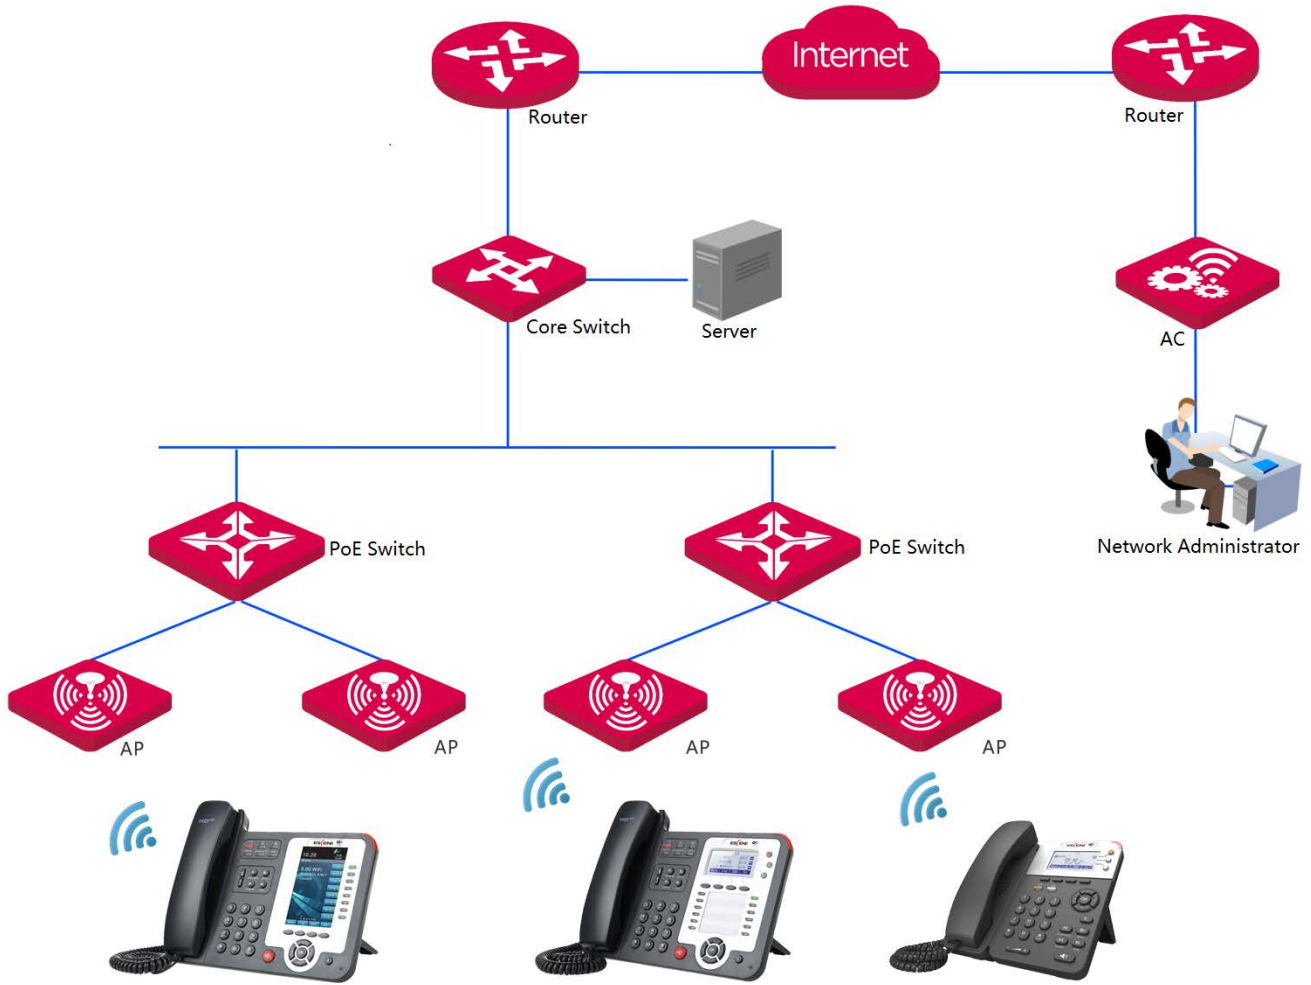 Internet
Router
Router
Core Switch
Server
AC
PoE Switch
PoE Switch
Network Administrator
AP
AP
AP
AP